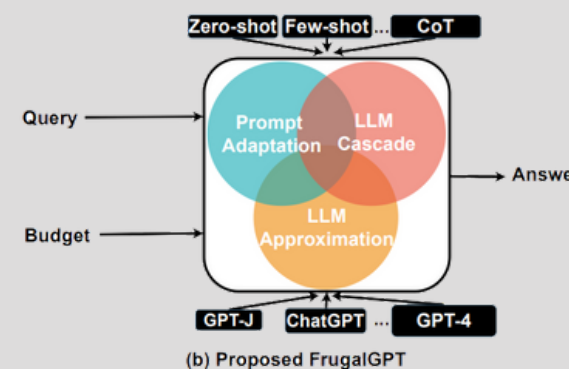 Zero-shot Few-shot ... CoT
Query
Prompt
Adaptation
LLM
Cascade
Answe
Budget
LLM
Approximation
GPT-J ChatGPT ... GPT-4
(b) Proposed FrugalGPT